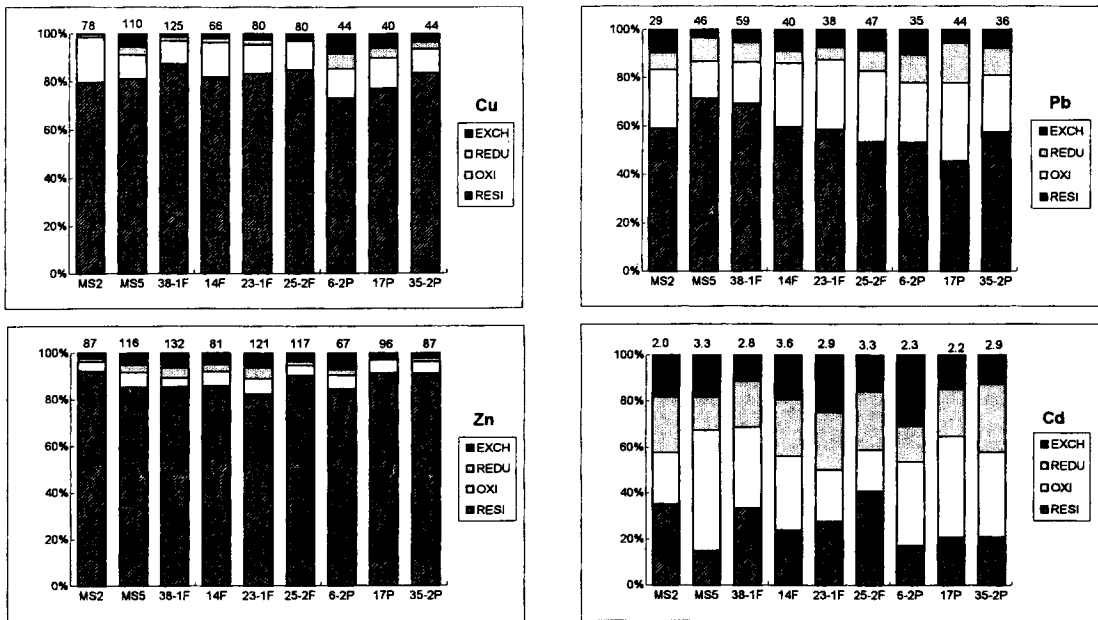 78 110 125 66 80 80 44 40 44
100%
80%
60%
40%
20%
0%
MS2 MS5 38-1F 14F 23-1F 25-2F 6-2P 17P 35-2P
Cu
EXCH
REDU
OXI
RESI
29 46 59 40 38 47 35 44 36
100%
80%
60%
40%
20%
0%
MS2 MS5 38-1F 14F 23-1F 25-2F 6-2P 17P 35-2P
Pb
EXCH
REDU
OXI
RESI
87 116 132 81 121 117 67 96 87
100%
80%
60%
40%
20%
0%
MS2 MS5 38-1F 14F 23-1F 25-2F 6-2P 17P 35-2P
Zn
EXCH
REDU
OXI
RESI
2.0 3.3 2.8 3.6 2.9 3.3 2.3 2.2 2.9
100%
80%
60%
40%
20%
0%
MS2 MS5 38-1F 14F 23-1F 25-2F 6-2P 17P 35-2P
Cd
EXCH
REDU
OXI
RESI